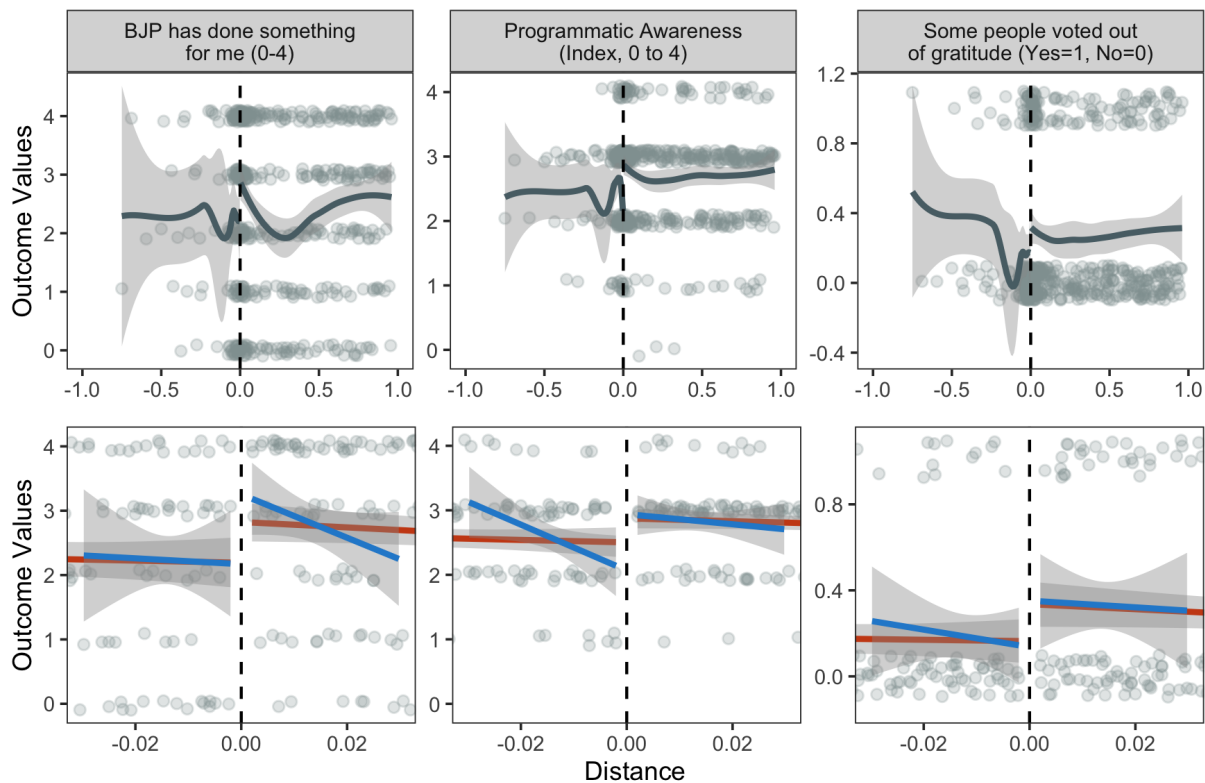 BJP has done something
for me (0-4)
Programmatic Awareness
(Index, 0 to 4)
Some people voted out
of gratitude (Yes=1, No=0)
Outcome Values
4
3
2
1
0
-1.0 -0.5 0.0 0.5 1.0
4
3
2
1
0
-1.0 -0.5 0.0 0.5 1.0
1.2
0.8
0.4
0.0
-0.4
-1.0 -0.5 0.0 0.5 1.0
Outcome Values
4
3
2
1
0
-0.02 0.00 0.02
4
3
2
1
0
-0.02 0.00 0.02
0.8
0.4
0.0
-0.02 0.00 0.02
Distance